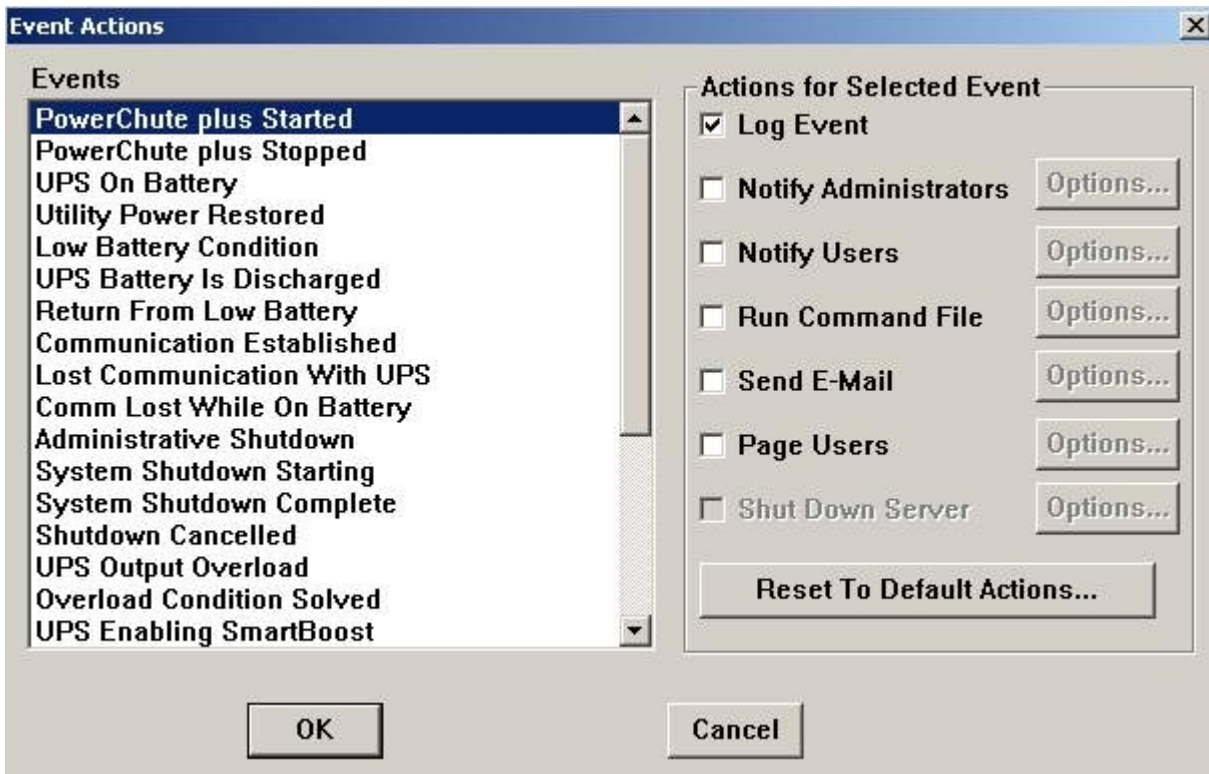 Event Actions
Events
PowerChute plus Started
PowerChute plus Stopped
UPS On Battery
Utility Power Restored
Low Battery Condition
UPS Battery Is Discharged
Return From Low Battery
Communication Established
Lost Communication With UPS
Comm Lost While On Battery
Administrative Shutdown
System Shutdown Starting
System Shutdown Complete
Shutdown Cancelled
UPS Output Overload
Overload Condition Solved
UPS Enabling SmartBoost
Actions for Selected Event
Log Event
Notify Administrators Options...
Notify Users Options...
Run Command File Options...
Send E-Mail Options...
Page Users Options...
Shut Down Server Options...
Reset To Default Actions...
OK Cancel